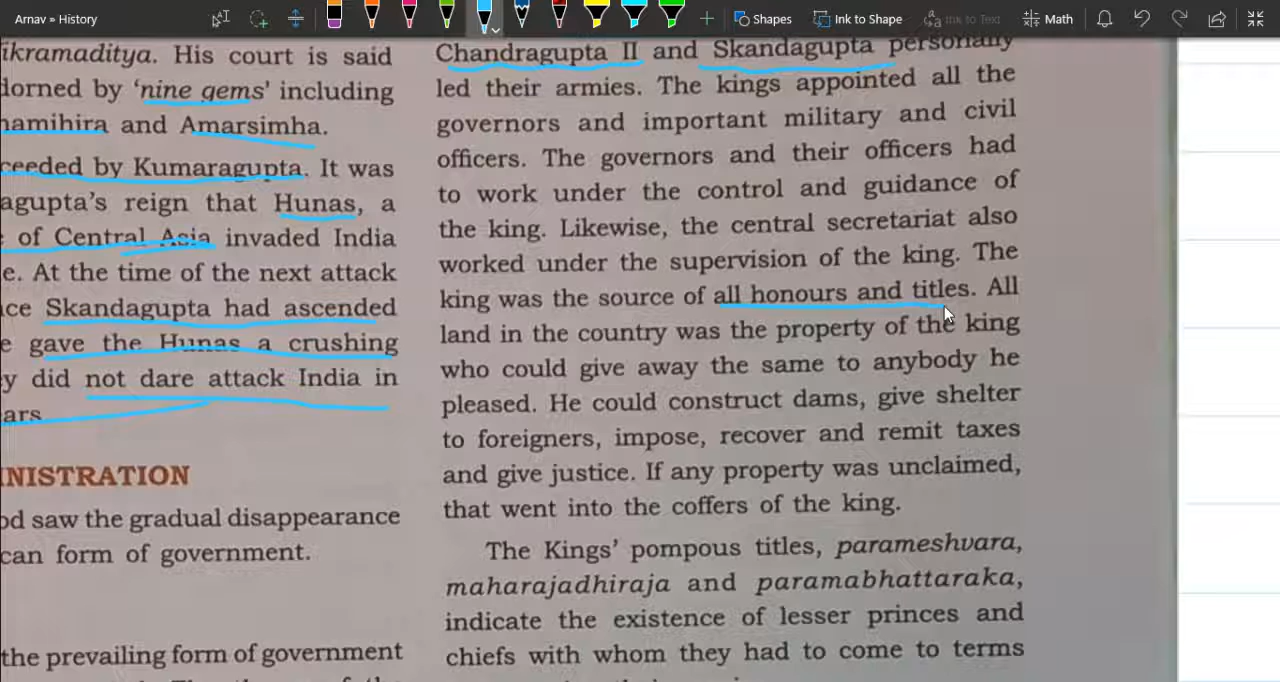 Arnav » History
Shapes
Ink to Shape
Ink to Text
Math
ikramaditya. His court is said
dorned by ‘nine gems’ including
hamihira and Amarsimha.
ceeded by Kumaragupta. It was
agupta’s reign that Hunas, a
of Central Asia invaded India
e. At the time of the next attack
ce Skandagupta had ascended
e gave the Hunas a crushing
y did not dare attack India in
ars
NISTRATION
od saw the gradual disappearance
can form of government.
the prevailing form of government
Chandragupta II and Skandagupta personally
led their armies. The kings appointed all the
governors and important military and civil
officers. The governors and their officers had
to work under the control and guidance of
the king. Likewise, the central secretariat also
worked under the supervision of the king. The
king was the source of all honours and titles. All
land in the country was the property of the king
who could give away the same to anybody he
pleased. He could construct dams, give shelter
to foreigners, impose, recover and remit taxes
and give justice. If any property was unclaimed,
that went into the coffers of the king.
The Kings’ pompous titles, parameshvara,
maharajadhiraja and paramabhattaraka,
indicate the existence of lesser princes and
chiefs with whom they had to come to terms